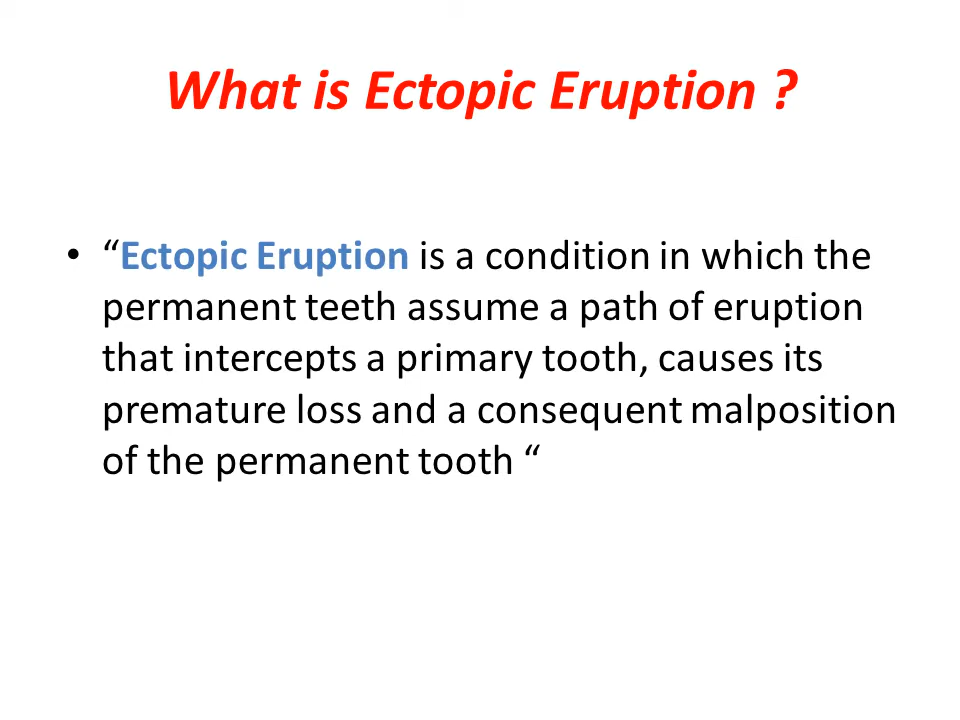 What is Ectopic Eruption ?
• “Ectopic Eruption is a condition in which the
permanent teeth assume a path of eruption
that intercepts a primary tooth, causes its
premature loss and a consequent malposition
of the permanent tooth “